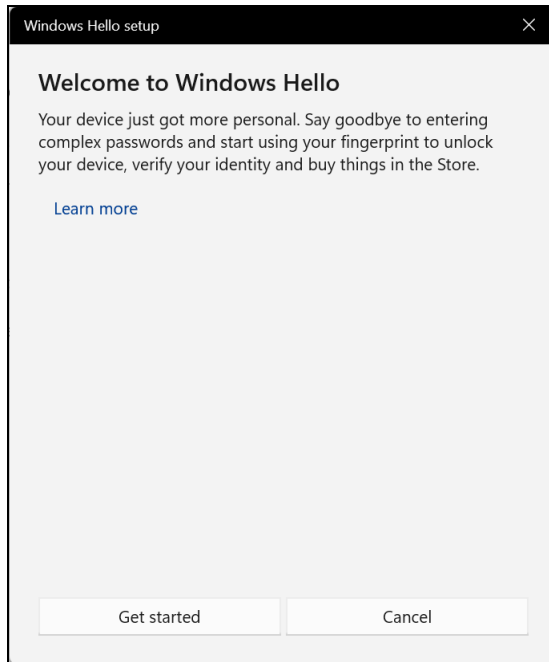 Windows Hello setup
Welcome to Windows Hello
Your device just got more personal. Say goodbye to entering
complex passwords and start using your fingerprint to unlock
your device, verify your identity and buy things in the Store.
Learn more
Get started
Cancel